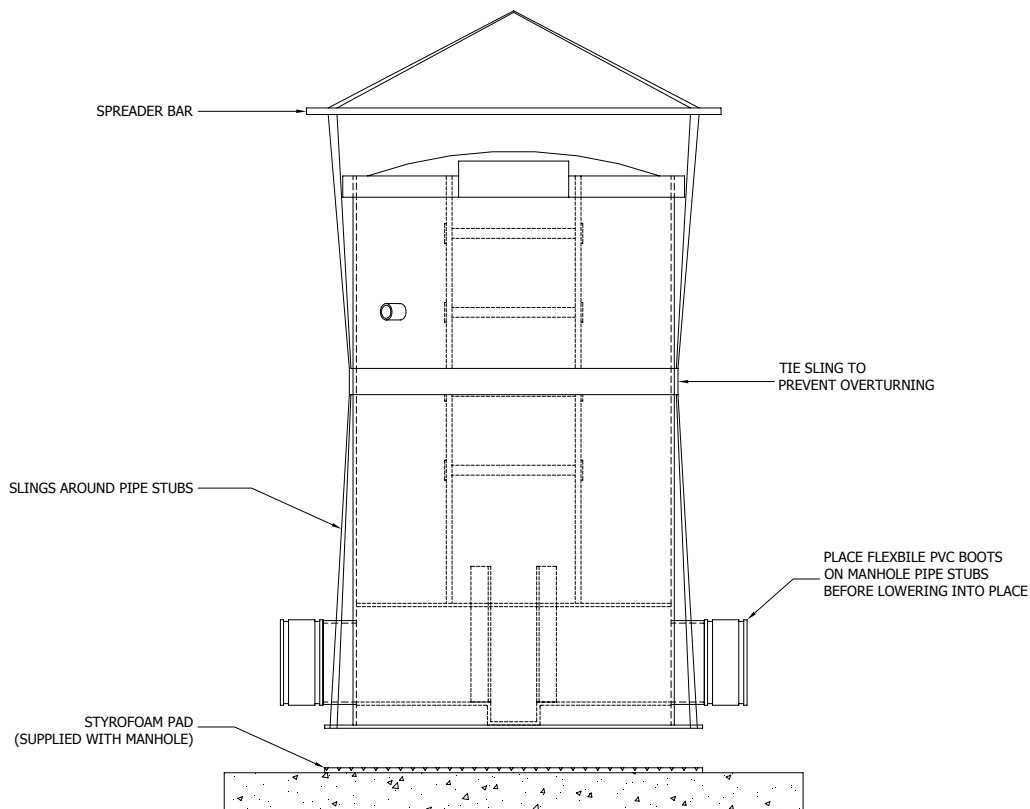 SPREADER BAR
TIE SLING TO
PREVENT OVERTURNING
SLINGS AROUND PIPE STUBS
PLACE FLEXBILE PVC BOOTS
ON MANHOLE PIPE STUBS
BEFORE LOWERING INTO PLACE
STYROFOAM PAD
(SUPPLIED WITH MANHOLE)